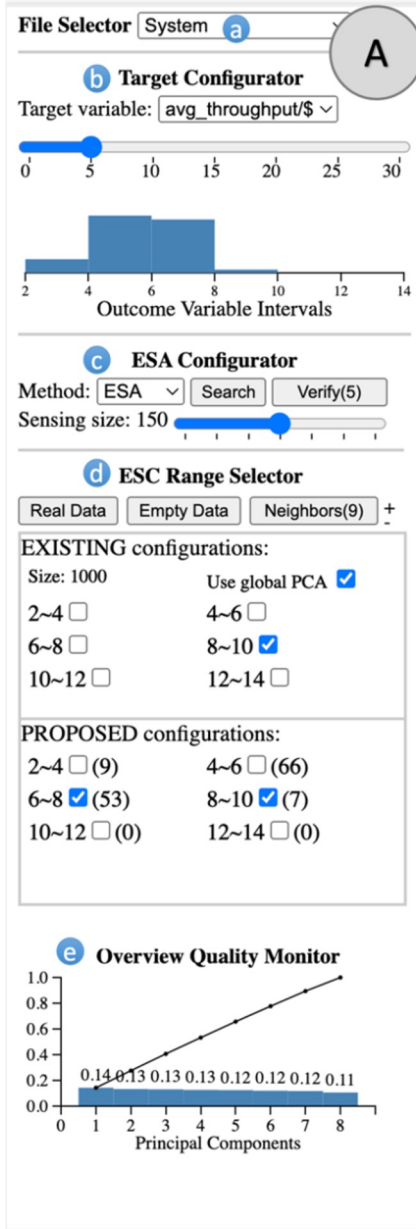 File Selector System a
A
b Target Configurator
Target variable: avg_throughput/$
0 5 10 15 20 25 30
2 4 6 8 10 12 14
Outcome Variable Intervals
c ESA Configurator
Method: ESA Search Verify(5)
Sensing size: 150
d ESC Range Selector
Real Data Empty Data Neighbors(9) +
-
EXISTING configurations:
Size: 1000 Use global PCA
2~4 4~6
6~8 8~10
10~12 12~14
PROPOSED configurations:
2~4 (9) 4~6 (66)
6~8 (53) 8~10 (7)
10~12 (0) 12~14 (0)
e Overview Quality Monitor
1.0
0.8
0.6
0.4
0.2 0.14 0.13 0.13 0.13 0.12 0.12 0.12 0.11
0.0
0 1 2 3 4 5 6 7 8
Principal Components